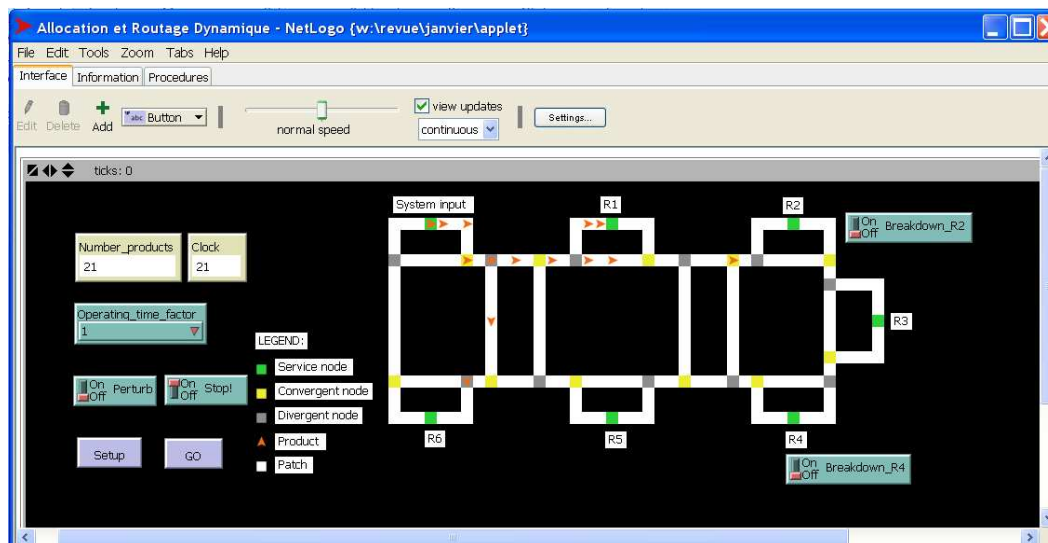 Allocation et Routage Dynamique - NetLogo {w:\revue\janvier\applet}
File Edit Tools Zoom Tabs Help
Interface Information Procedures
Edit Delete Add abc Button normal speed view updates continuous Settings...
ticks: 0
System input R1 R2
On Off Breakdown_R2
Number_products Clock
21 21
Operating_time_factor
1
R3
LEGEND:
Service node
Convergent node
Divergent node
Product
Patch
On Off Perturb On Off Stop!
Setup GO
R6 R5 R4
On Off Breakdown_R4